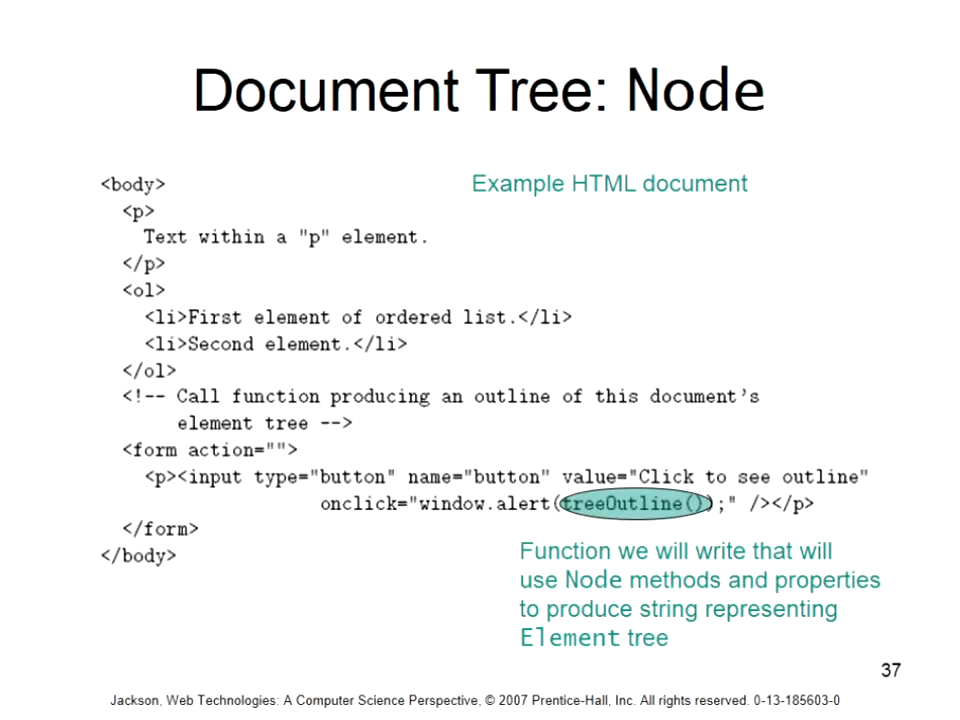 Document Tree: Node
Example HTML document
<body>
<p>
Text within a "p" element.
</p>
<ol>
<li>First element of ordered list.</li>
<li>Second element.</li>
</ol>
<!-- Call function producing an outline of this document's
element tree -->
<form action="">
<p><input type="button" name="button" value="Click to see outline"
onclick="window.alert(treeOutline());" /></p>
</form>
</body>
Function we will write that will
use Node methods and properties
to produce string representing
Element tree
37
Jackson, Web Technologies: A Computer Science Perspective, © 2007 Prentice-Hall, Inc. All rights reserved. 0-13-185603-0